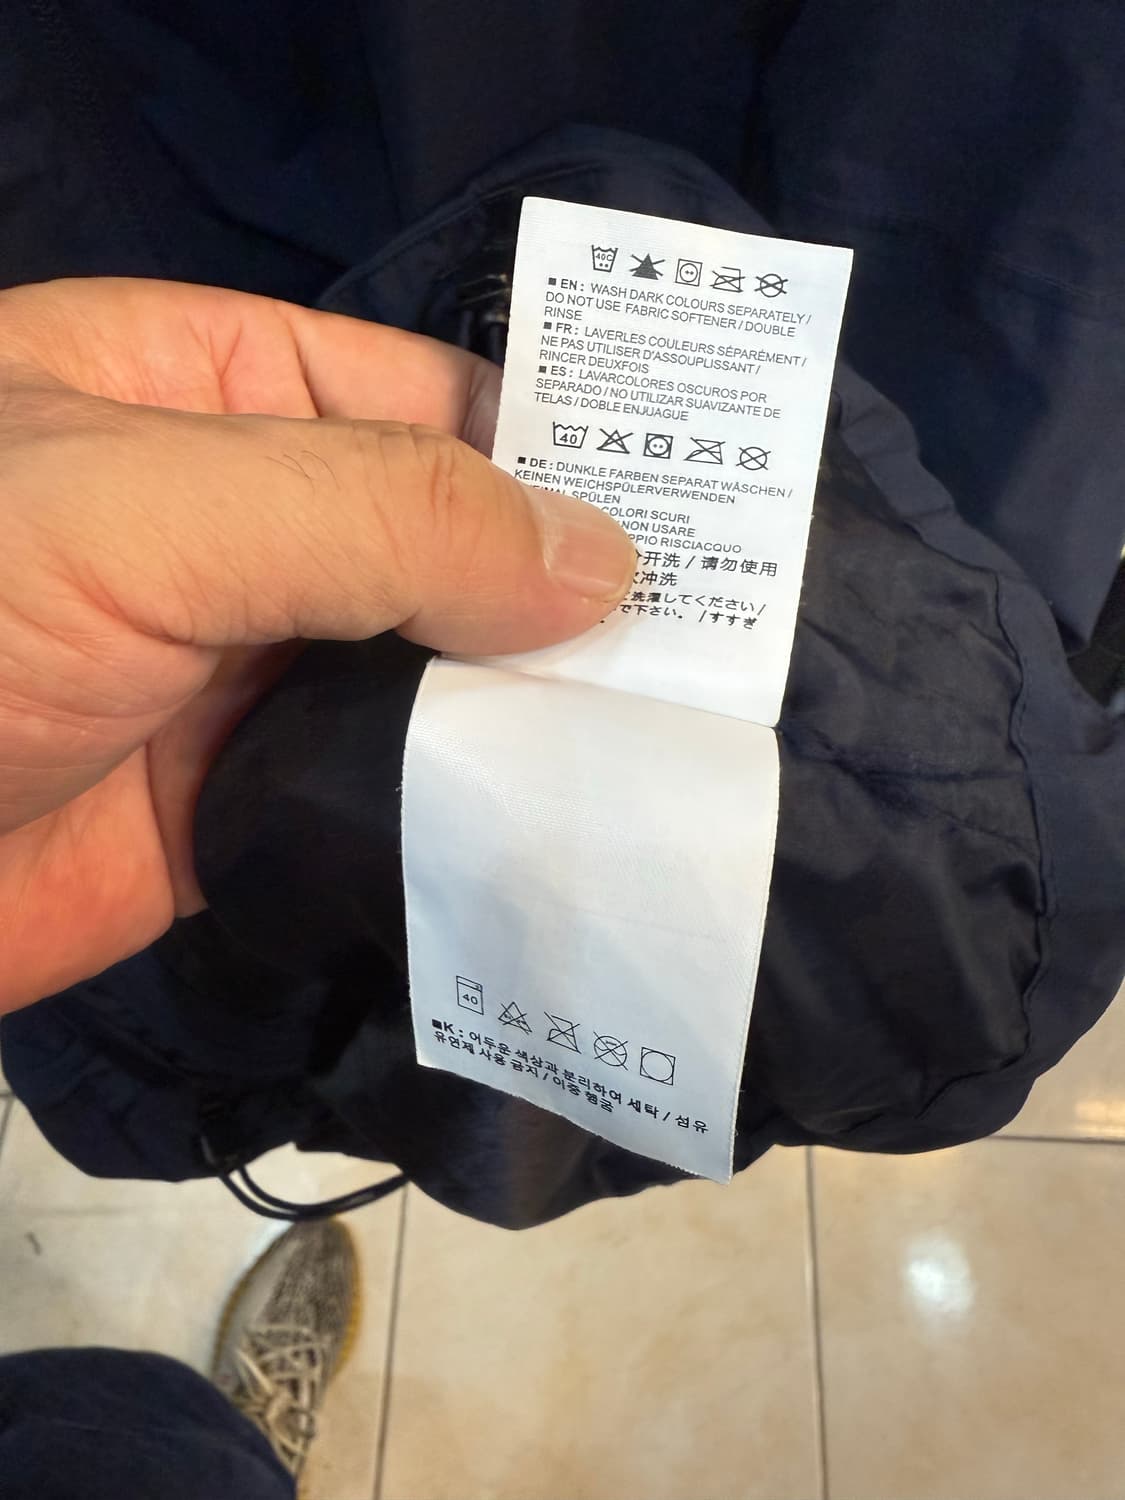 40C
■ EN : WASH DARK COLOURS SEPARATELY /
DO NOT USE FABRIC SOFTENER / DOUBLE
RINSE
■ FR : LAVERLES COULEURS SÉPARÉMENT /
NE PAS UTILISER D'ASSOUPLISSANT /
RINCER DEUXFOIS
■ ES : LAVARCOLORES OSCUROS POR
SEPARADO / NO UTILIZAR SUAVIZANTE DE
TELAS / DOBLE ENJUAGUE
40
■ DE : DUNKLE FARBEN SEPARAT WASCHEN /
KEINEN WEICHSPÜLERVERWENDEN
SPÜLEN
COLORI SCURI
NON USARE
RISCIACQUO
开洗 / 请勿使用
冲洗
洗濯してください /
で下さい。 / すすぎ
40
■K : 어두운 색상과 분리하여 세탁 / 섬유
유연제 사용 금지 / 이중 헹굼